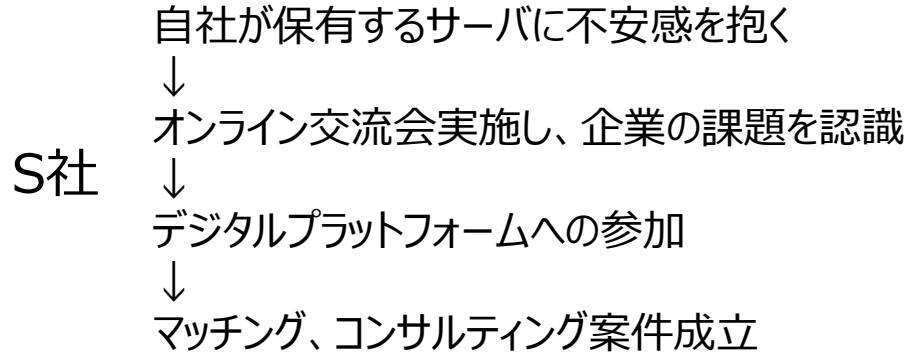 自社が保有するサーバに不安感を抱く
↓
オンライン交流会実施し、企業の課題を認識
S社
↓
デジタルプラットフォームへの参加
↓
マッチング、コンサルティング案件成立